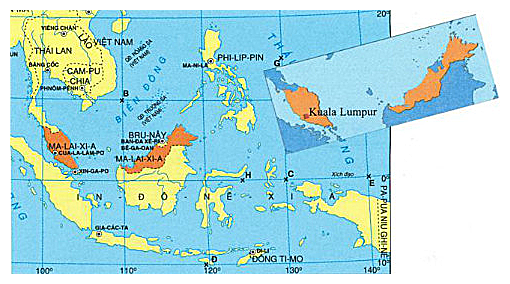 20°
VIÊNG CHĂN
LÀO
VIỆT NAM
THÁI LAN
BĂNG CỐC
CAM-PU
CHIA
PHNÔM-PÊNH
QĐ HOÀNG SA
(VIỆT NAM)
BIỂN ĐÔNG
PHI-LIP-PIN
MA-NI-LA
THÁI
G
B
QĐ TRƯỜNG SA
(VIỆT NAM)
Kuala Lumpur
BRU-NÂY
BAN-ĐA XÊ-RI
BÊ-GA-OAN
MA-LAI-XI-A
CUA-LA-LĂM-PƠ
MA-LAI-XI-A
XIN-GA-PO
Xích đạo
0°
H
C
E
IN-ĐÔ-NÊ-XI-A
PA PUA NIU GHI-NÊ
GIA-CÁC-TA
ĐI-LI
ĐÔNG TI-MO
Đ
10°
100°
110°
120°
130°
140°